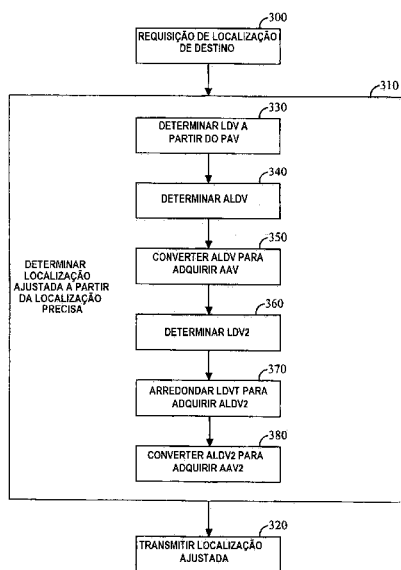 300
REQUISIÇÃO DE LOCALIZAÇÃO
DE DESTINO
310
330
DETERMINAR LDV A
PARTIR DO PAV
340
DETERMINAR ALDV
350
CONVERTER ALDV PARA
ADQUIRIR AAV
DETERMINAR
LOCALIZAÇÃO
AJUSTADA A PARTIR
DA LOCALIZAÇÃO
PRECISA
360
DETERMINAR LDV2
370
ARREDONDAR LDVT PARA
ADQUIRIR ALDV2
380
CONVERTER ALDV2 PARA
ADQUIRIR AAV2
320
TRANSMITIR LOCALIZAÇÃO
AJUSTADA